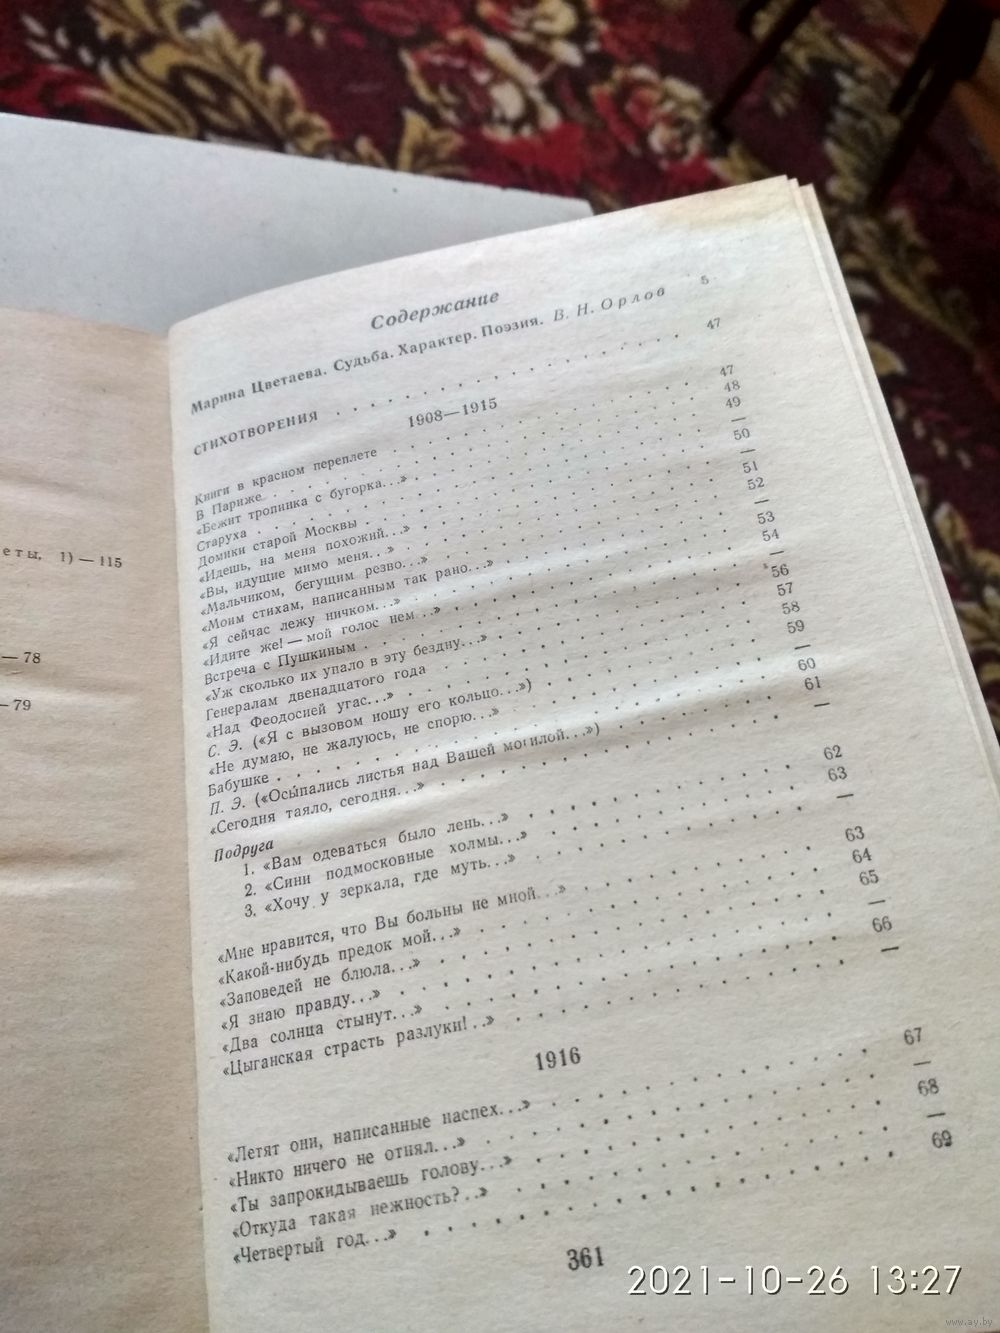 еты, 1) — 115
— 78
— 79
Содержание
Марина Цветаева. Судьба. Характер. Поэзия. В. Н. Орлов 5
СТИХОТВОРЕНИЯ . . . . . . . . . . . . . . 47
1908—1915
Книги в красном переплете . . . . . . . . . . 47
В Париже . . . . . . . . . . . . . . 48
«Бежит тропинка с бугорка...» . . . . . . . . . . 49
Старуха . . . . . . . . . . . . . . —
Домики старой Москвы . . . . . . . . . . . . 50
«Идешь, на меня похожий...» . . . . . . . . . . —
«Вы, идущие мимо меня...» . . . . . . . . . . 51
«Мальчиком, бегущим резво...» . . . . . . . . . . 52
«Моим стихам, написанным так рано...» . . . . . . . . —
«Я сейчас лежу ничком...» . . . . . . . . . . 53
«Идите же! — мой голос нем...» . . . . . . . . . . 54
Встреча с Пушкиным . . . . . . . . . . . . —
«Уж сколько их упало в эту бездну...» . . . . . . . . 56
Генералам двенадцатого года . . . . . . . . . . 57
«Над Феодосией угас...» . . . . . . . . . . 58
С. Э. («Я с вызовом ношу его кольцо...») . . . . . . . . 59
«Не думаю, не жалуюсь, не спорю...» . . . . . . . . —
Бабушке . . . . . . . . . . . . . . 60
П. Э. («Осы́пались листья над Вашей могилой...») . . . . . . 61
«Сегодня таяло, сегодня...» . . . . . . . . . . —
Подруга
1. «Вам одеваться было лень...» . . . . . . . . . . 62
2. «Сини подмосковные холмы...» . . . . . . . . . . 63
3. «Хочу у зеркала, где муть...» . . . . . . . . . . —
«Мне нравится, что Вы больны не мной...» . . . . . . . . 63
«Какой-нибудь предок мой...» . . . . . . . . . . 64
«Заповедей не блюла...» . . . . . . . . . . 65
«Я знаю правду...» . . . . . . . . . . . . —
«Два солнца стынут...» . . . . . . . . . . 66
«Цыганская страсть разлуки!..» . . . . . . . . . . —
1916
«Летят они, написанные наспех...» . . . . . . . . . . 67
«Никто ничего не отнял...» . . . . . . . . . . —
«Ты запрокидываешь голову...» . . . . . . . . . . 68
«Откуда такая нежность?..» . . . . . . . . . . —
«Четвертый год...» . . . . . . . . . . . . 69
361
2021-10-26 13:27
www.ay.by